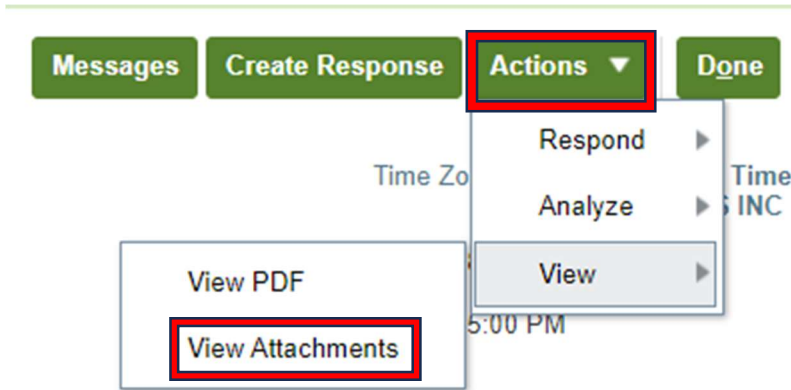 Messages Create Response Actions Done
Respond
Time Zo Time
Analyze INC
View PDF View
5:00 PM
View Attachments